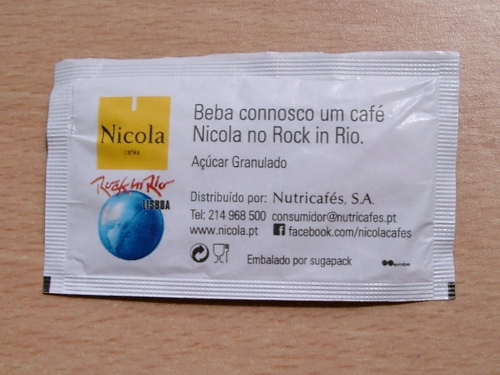 Nicola
cafés
Rock in Rio
LISBOA
Beba connosco um café
Nicola no Rock in Rio.
Açúcar Granulado
Distribuído por: Nutricafés, S.A.
Tel: 214 968 500 consumidor@nutricafes.pt
www.nicola.pt facebook.com/nicolacafes
Embalado por sugapack